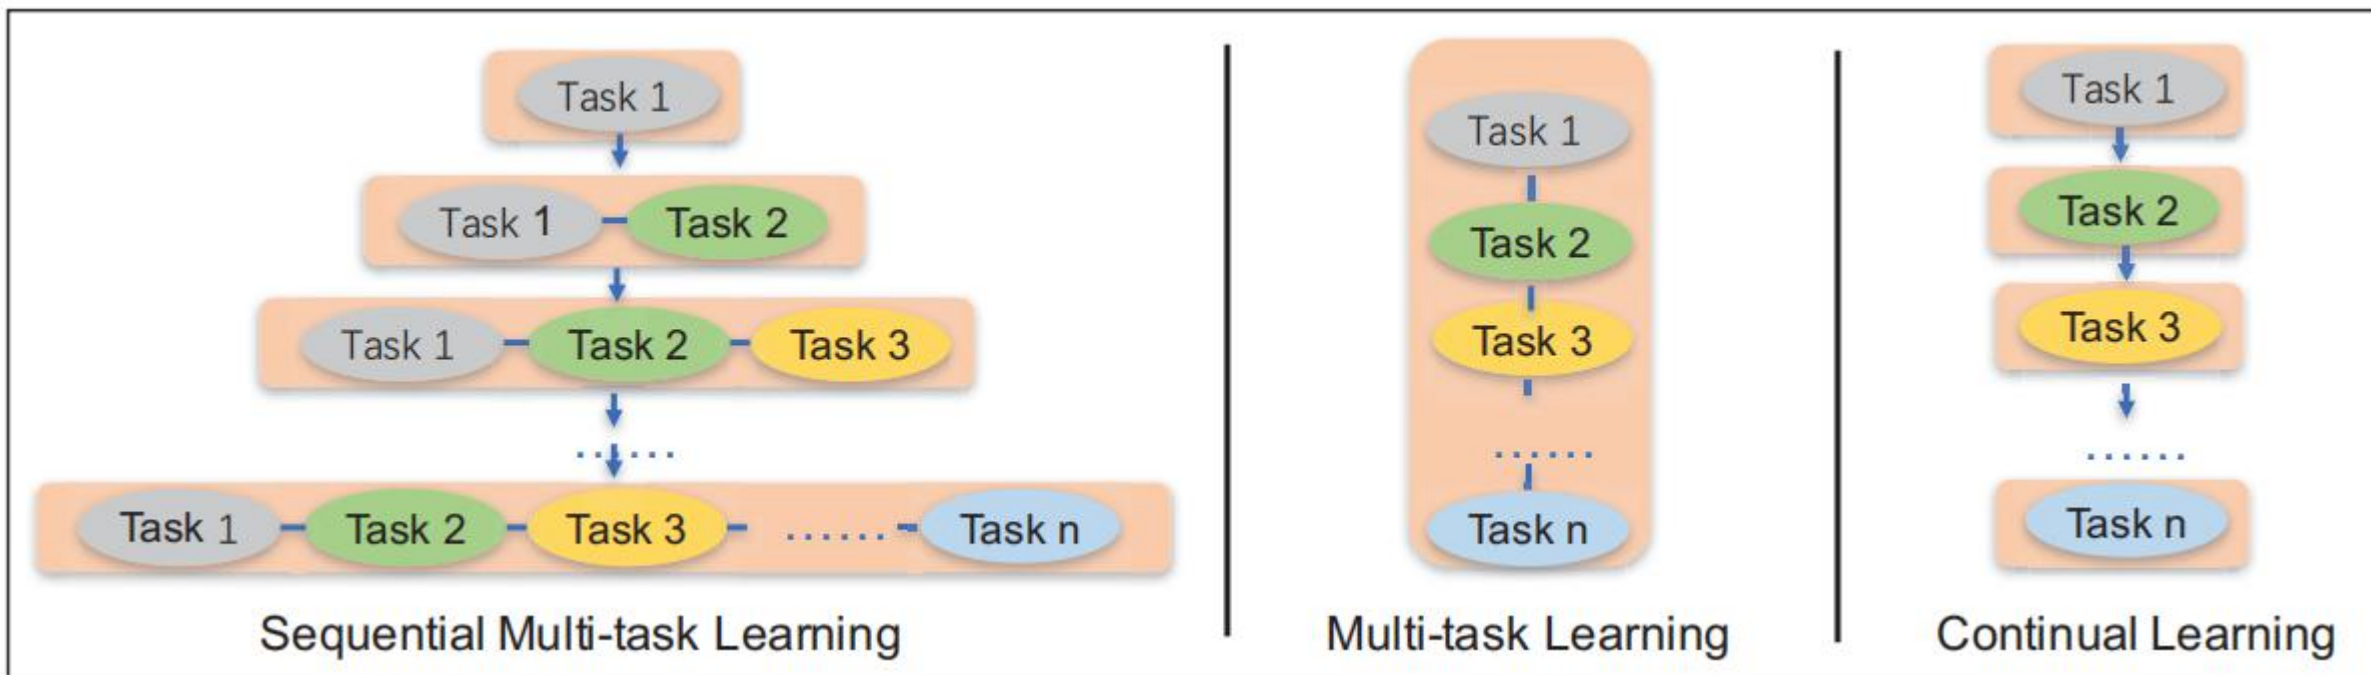 Task 1
Task 1 Task 2
Task 1 Task 2 Task 3
......
Task 1 Task 2 Task 3 ...... Task n
Sequential Multi-task Learning
Task 1
Task 2
Task 3
......
Task n
Multi-task Learning
Task 1
Task 2
Task 3
......
Task n
Continual Learning